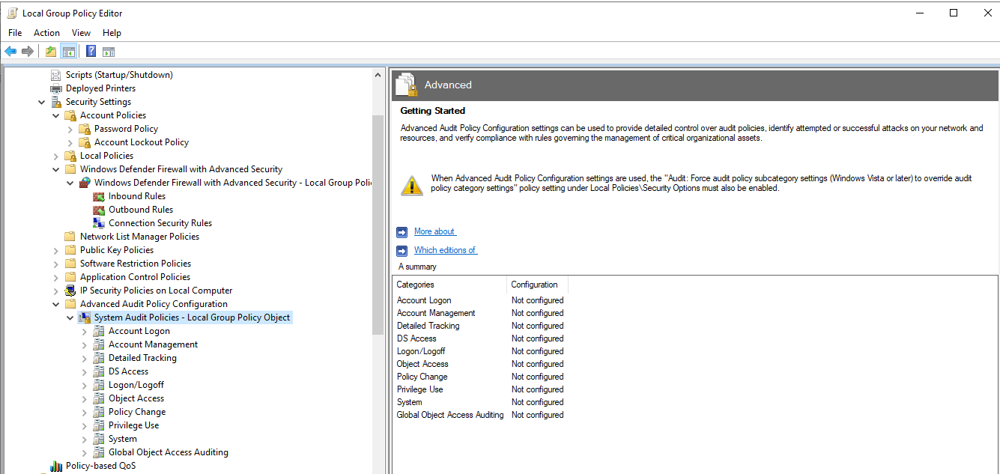 Local Group Policy Editor
File Action View Help
Scripts (Startup/Shutdown)
Deployed Printers
Security Settings
Account Policies
Password Policy
Account Lockout Policy
Local Policies
Windows Defender Firewall with Advanced Security
Windows Defender Firewall with Advanced Security - Local Group Poli
Inbound Rules
Outbound Rules
Connection Security Rules
Network List Manager Policies
Public Key Policies
Software Restriction Policies
Application Control Policies
IP Security Policies on Local Computer
Advanced Audit Policy Configuration
System Audit Policies - Local Group Policy Object
Account Logon
Account Management
Detailed Tracking
DS Access
Logon/Logoff
Object Access
Policy Change
Privilege Use
System
Global Object Access Auditing
Policy-based QoS
Advanced
Getting Started
Advanced Audit Policy Configuration settings can be used to provide detailed control over audit policies, identify attempted or successful attacks on your network and
resources, and verify compliance with rules governing the management of critical organizational assets.
When Advanced Audit Policy Configuration settings are used, the "Audit: Force audit policy subcategory settings (Windows Vista or later) to override audit
policy category settings" policy setting under Local Policies\Security Options must also be enabled.
More about
Which editions of
A summary
Categories Configuration
Account Logon Not configured
Account Management Not configured
Detailed Tracking Not configured
DS Access Not configured
Logon/Logoff Not configured
Object Access Not configured
Policy Change Not configured
Privilege Use Not configured
System Not configured
Global Object Access Auditing Not configured